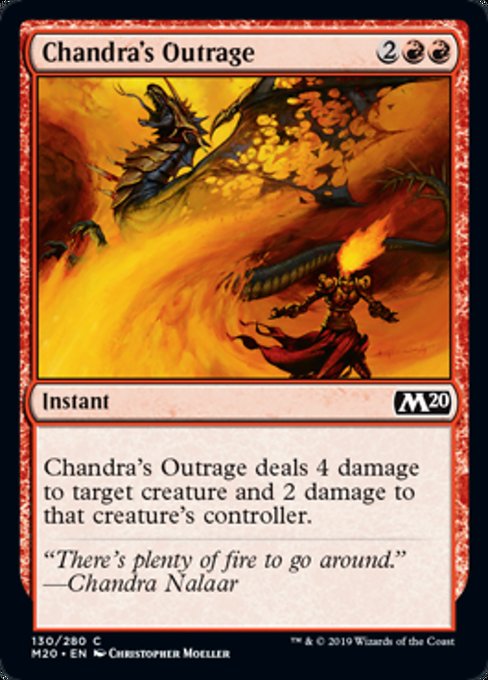 Chandra's Outrage 2
Instant M20
Chandra's Outrage deals 4 damage
to target creature and 2 damage to
that creature's controller.
“There's plenty of fire to go around.”
—Chandra Nalaar
130/280 C ™ & © 2019 Wizards of the Coast
M20 • EN Christopher Moeller